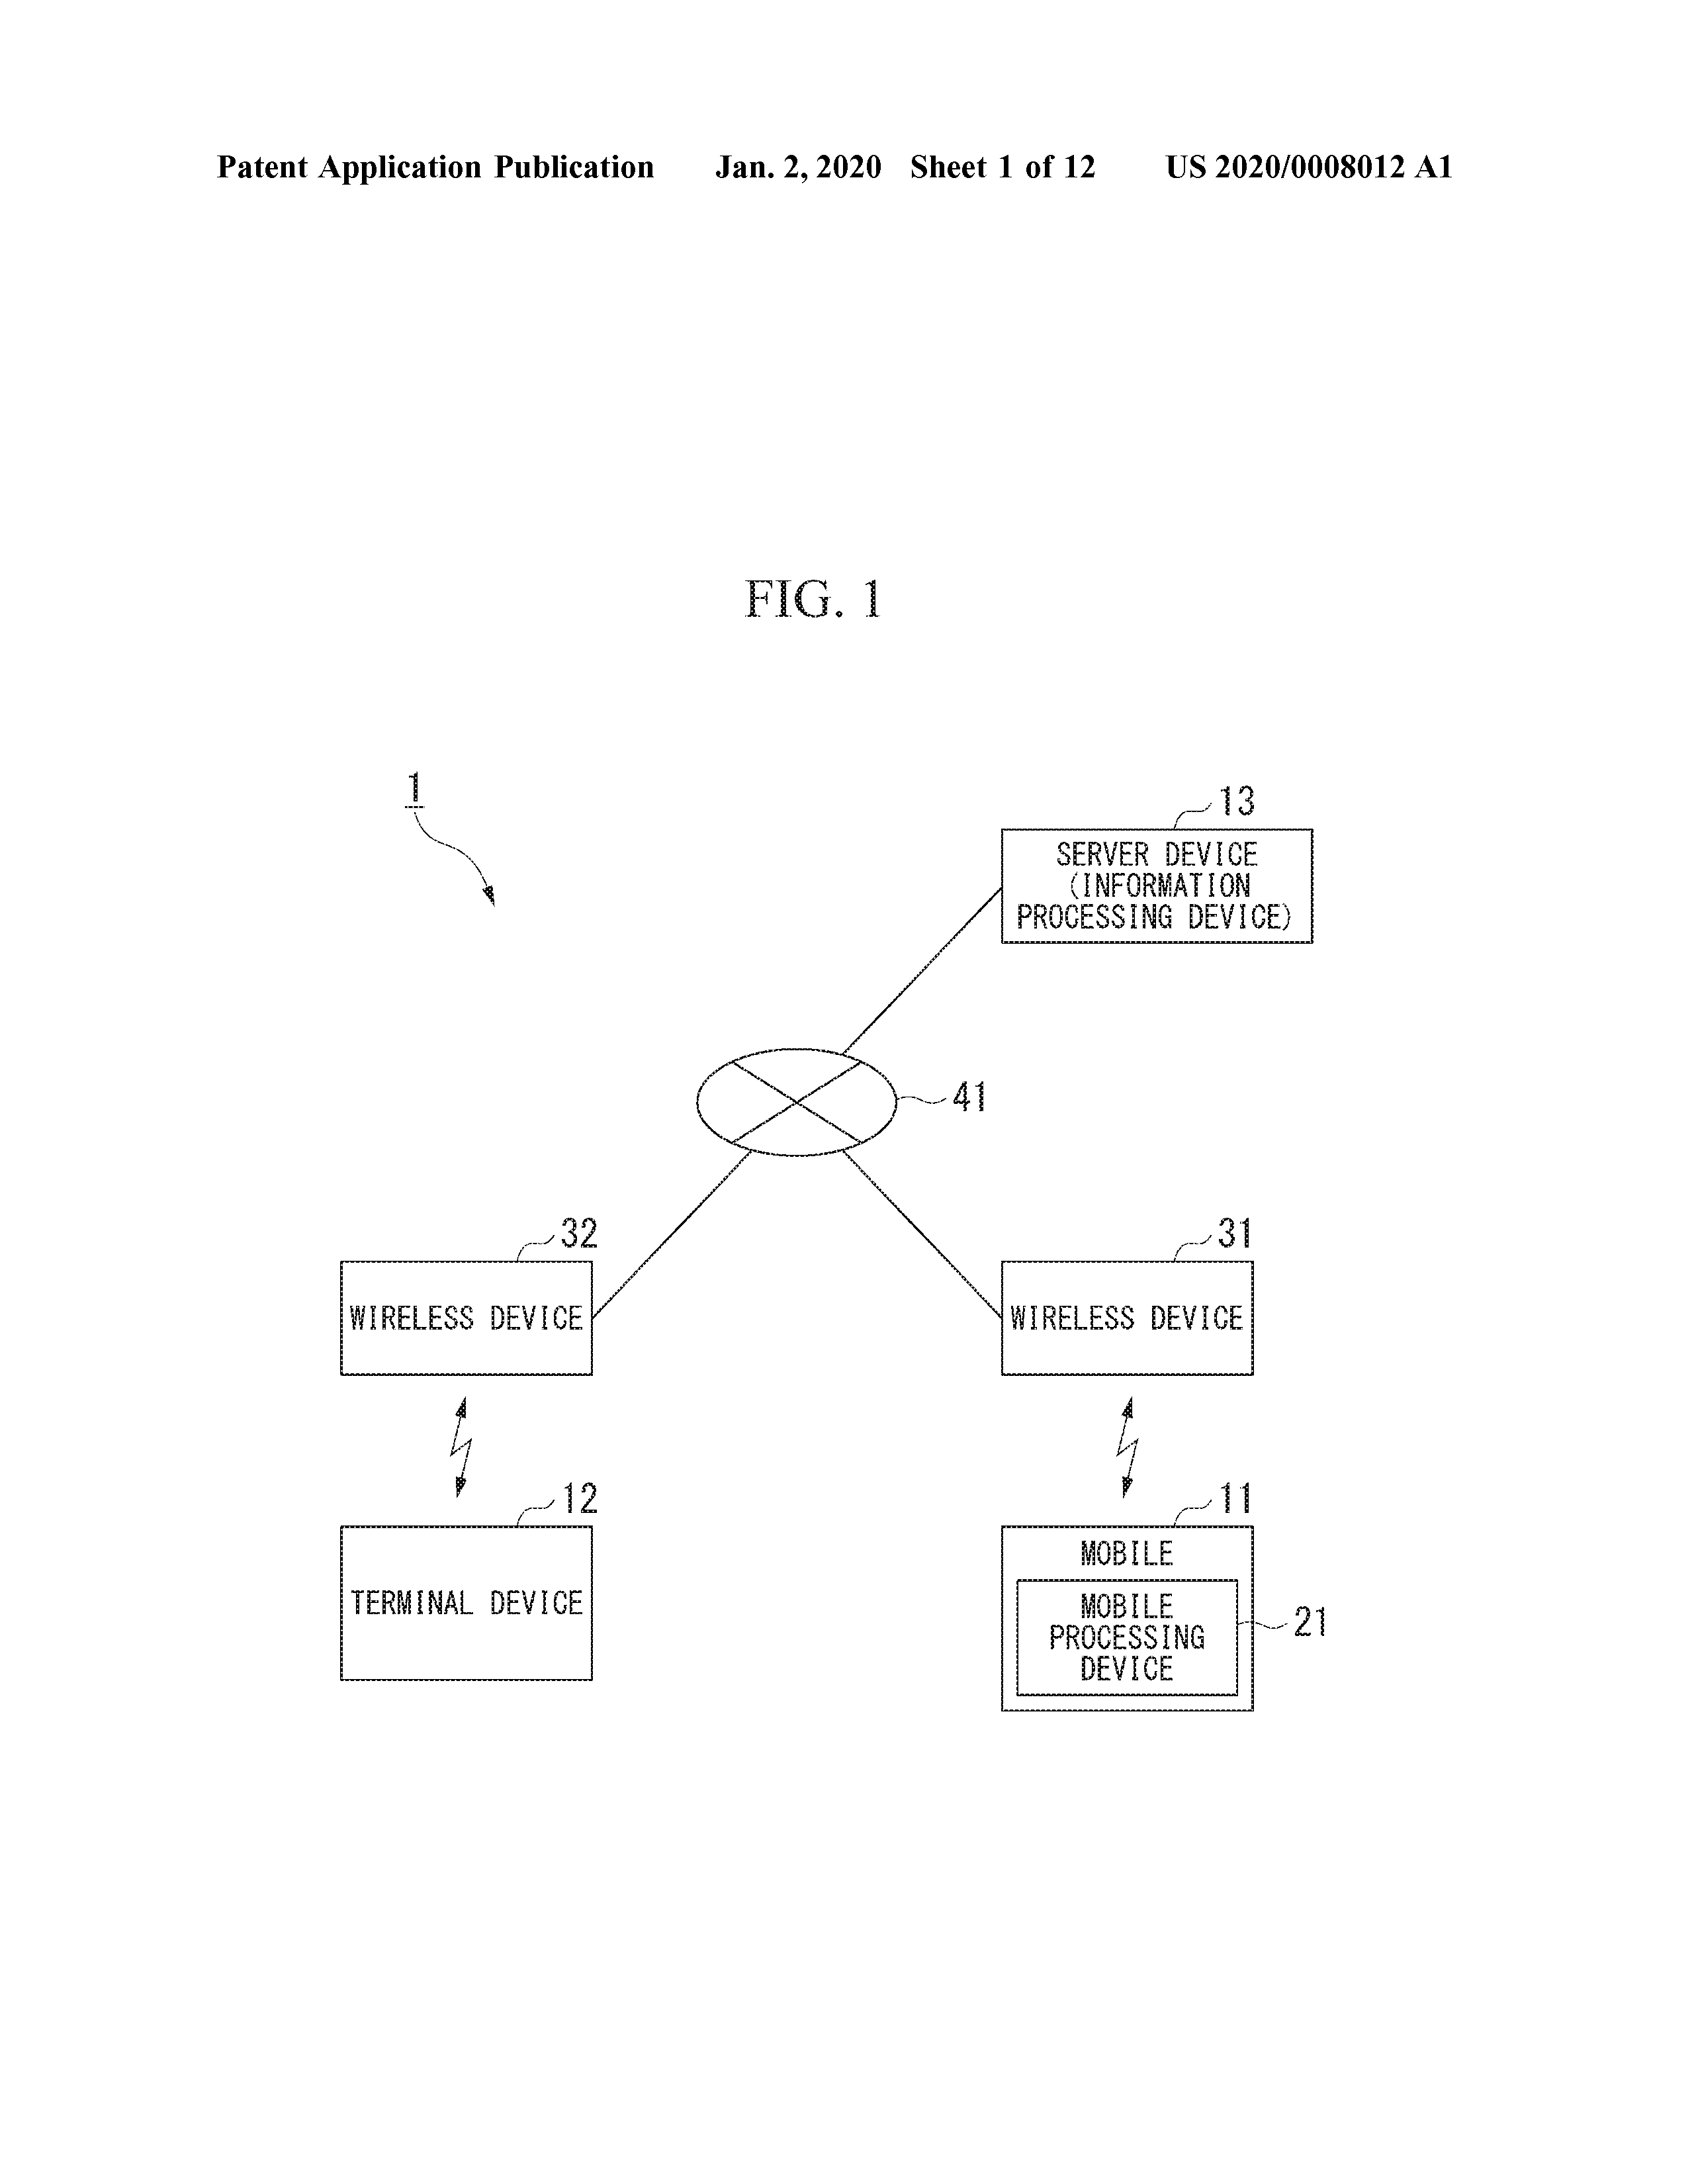 Patent Application Publication Jan. 2, 2020 Sheet 1 of 12 US 2020/0008012 A1
FIG. 1
1
13
SERVER DEVICE
(INFORMATION
PROCESSING DEVICE)
41
32
WIRELESS DEVICE
31
WIRELESS DEVICE
12
TERMINAL DEVICE
11
MOBILE
MOBILE
PROCESSING
DEVICE
21